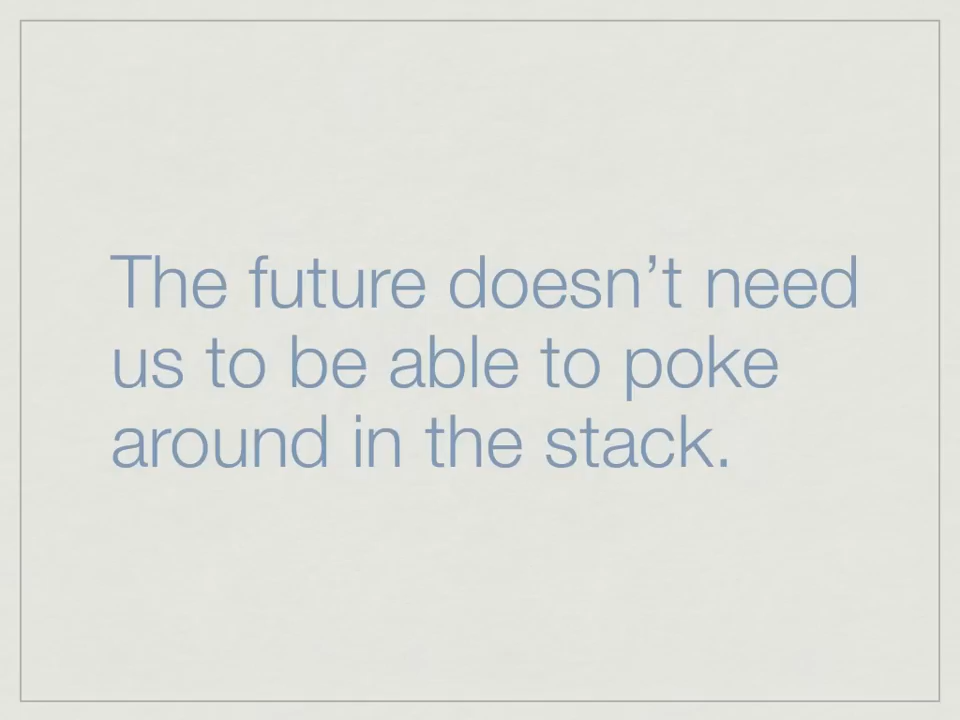 The future doesn’t need
us to be able to poke
around in the stack.